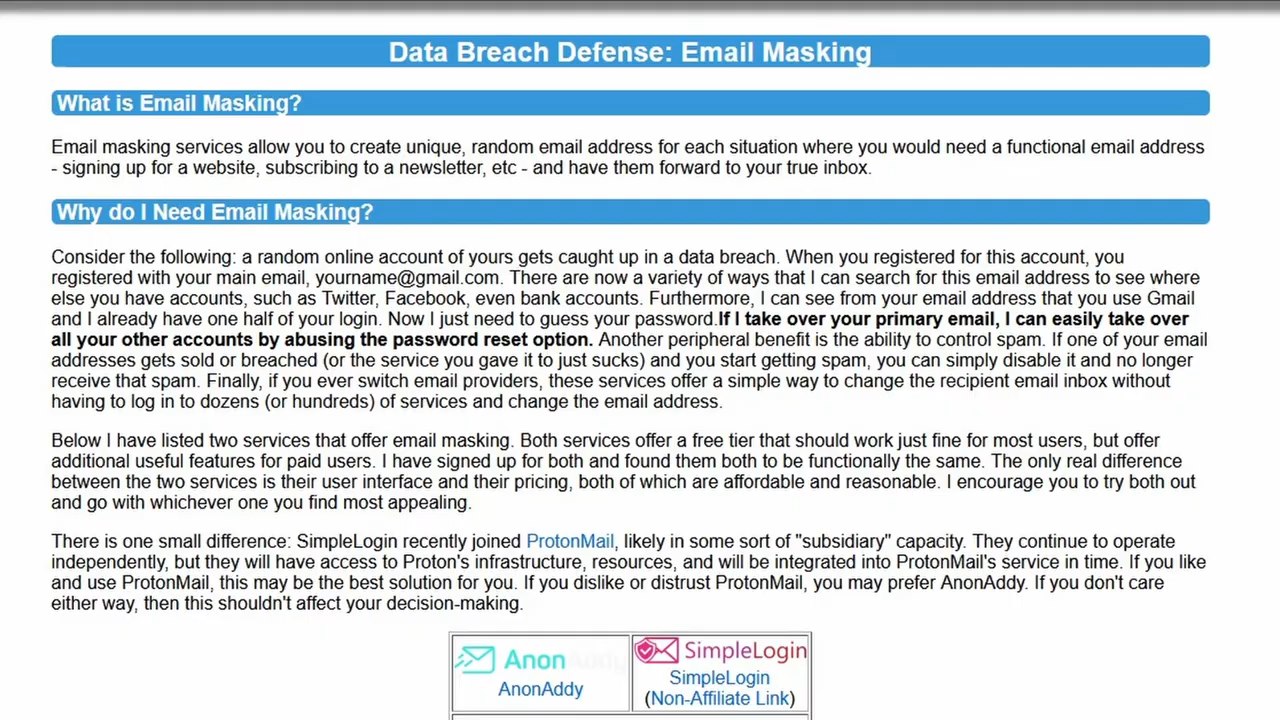 Data Breach Defense: Email Masking
What is Email Masking?
Email masking services allow you to create unique, random email address for each situation where you would need a functional email address
- signing up for a website, subscribing to a newsletter, etc - and have them forward to your true inbox.
Why do I Need Email Masking?
Consider the following: a random online account of yours gets caught up in a data breach. When you registered for this account, you
registered with your main email, yourname@gmail.com. There are now a variety of ways that I can search for this email address to see where
else you have accounts, such as Twitter, Facebook, even bank accounts. Furthermore, I can see from your email address that you use Gmail
and I already have one half of your login. Now I just need to guess your password.If I take over your primary email, I can easily take over
all your other accounts by abusing the password reset option. Another peripheral benefit is the ability to control spam. If one of your email
addresses gets sold or breached (or the service you gave it to just sucks) and you start getting spam, you can simply disable it and no longer
receive that spam. Finally, if you ever switch email providers, these services offer a simple way to change the recipient email inbox without
having to log in to dozens (or hundreds) of services and change the email address.
Below I have listed two services that offer email masking. Both services offer a free tier that should work just fine for most users, but offer
additional useful features for paid users. I have signed up for both and found them both to be functionally the same. The only real difference
between the two services is their user interface and their pricing, both of which are affordable and reasonable. I encourage you to try both out
and go with whichever one you find most appealing.
There is one small difference: SimpleLogin recently joined ProtonMail, likely in some sort of "subsidiary" capacity. They continue to operate
independently, but they will have access to Proton's infrastructure, resources, and will be integrated into ProtonMail's service in time. If you like
and use ProtonMail, this may be the best solution for you. If you dislike or distrust ProtonMail, you may prefer AnonAddy. If you don't care
either way, then this shouldn't affect your decision-making.
AnonAddy
AnonAddy
SimpleLogin
SimpleLogin
(Non-Affiliate Link)